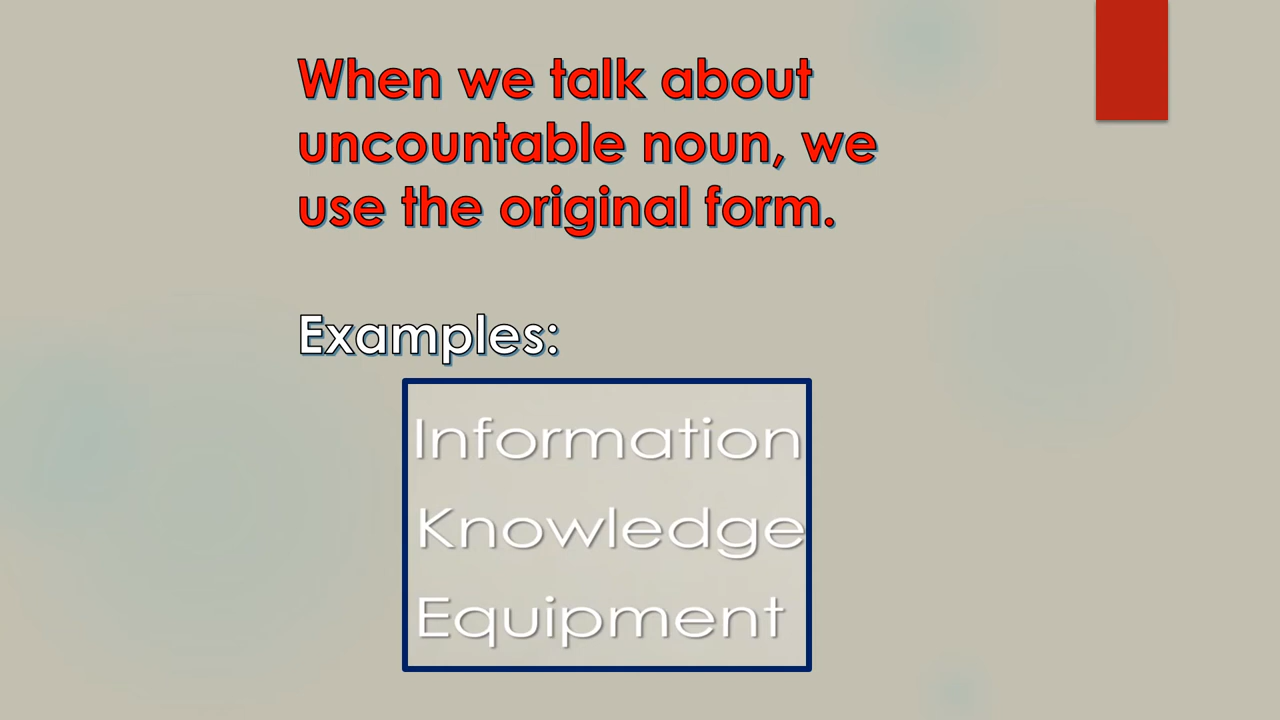 When we talk about
uncountable noun, we
use the original form.
Examples:
Information
Knowledge
Equipment